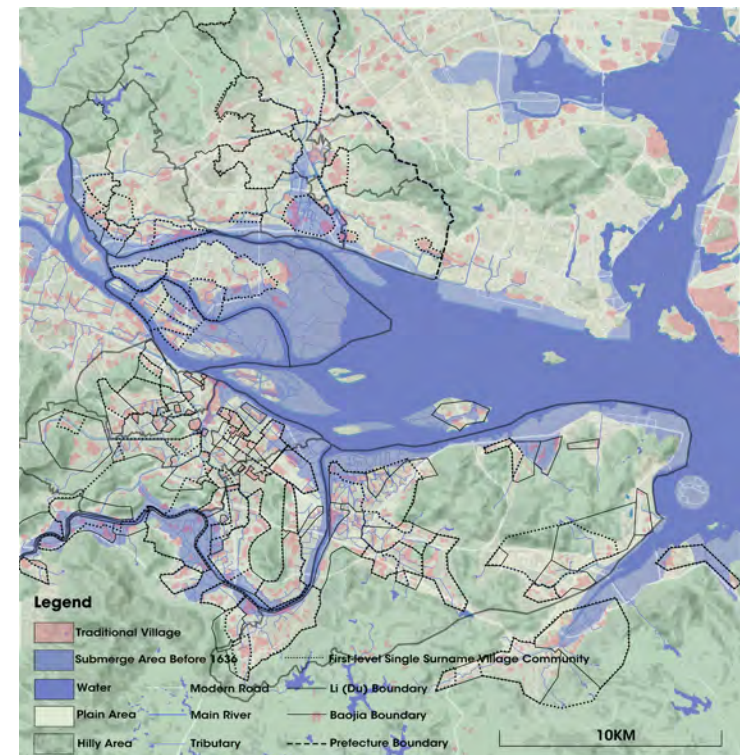 Legend
Traditional Village
Submerge Area Before 1636
First-level Single Surname Village Community
Water
Modern Road
Li (Du) Boundary
Plain Area
Main River
Baojia Boundary
10KM
Hilly Area
Tributary
Prefecture Boundary